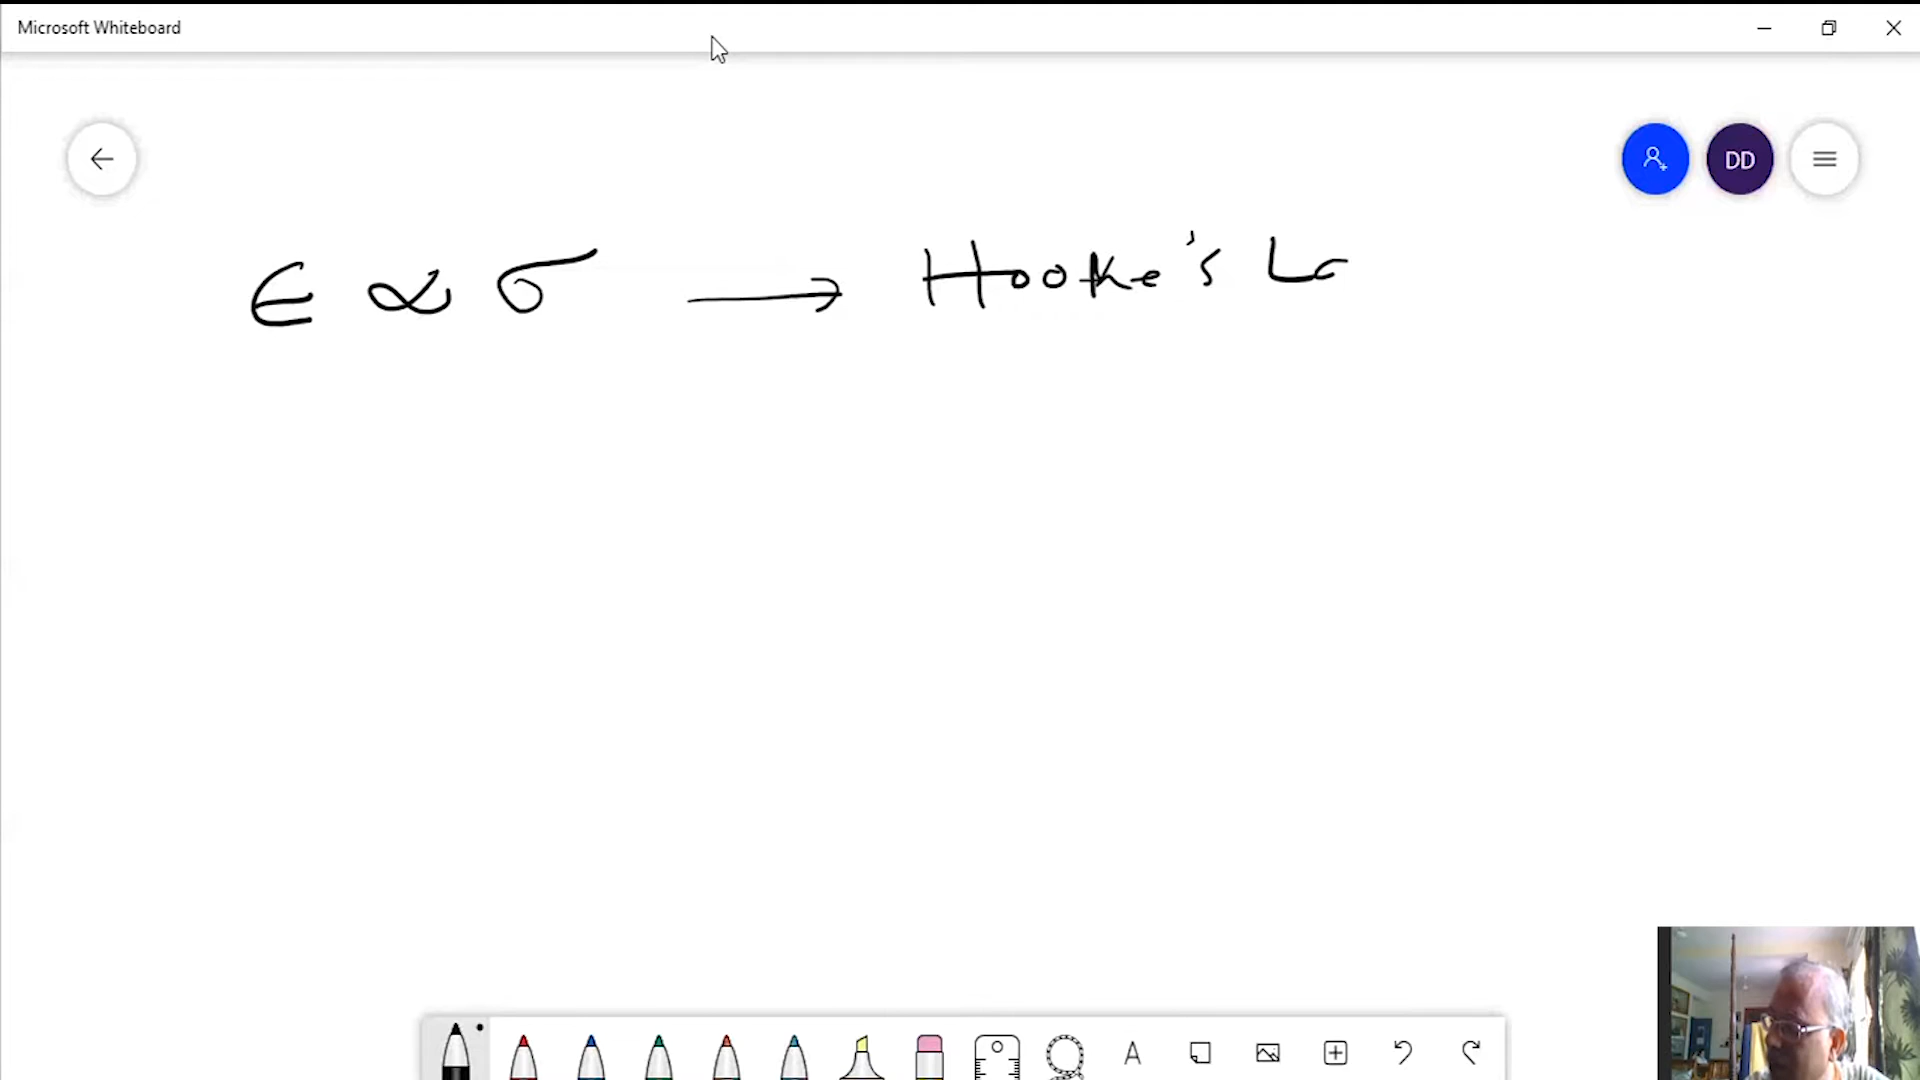 Microsoft Whiteboard
DD
∈ ∝ σ → Hooke's La
A